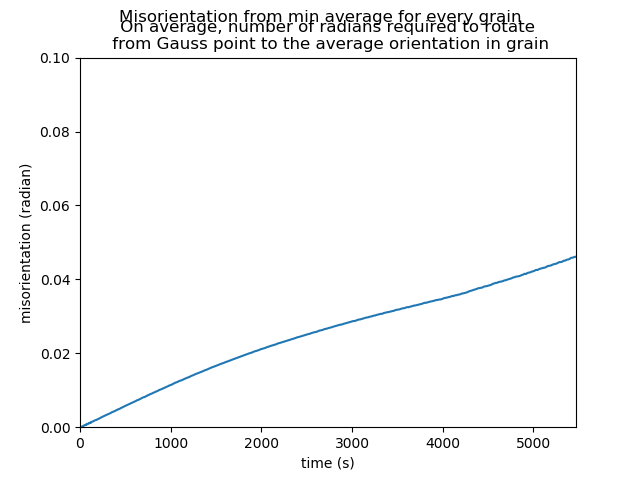 Misorientation from min average for every grain
On average, number of radians required to rotate
from Gauss point to the average orientation in grain
0.10
0.08
0.06
0.04
0.02
0.00
misorientation (radian)
0 1000 2000 3000 4000 5000
time (s)